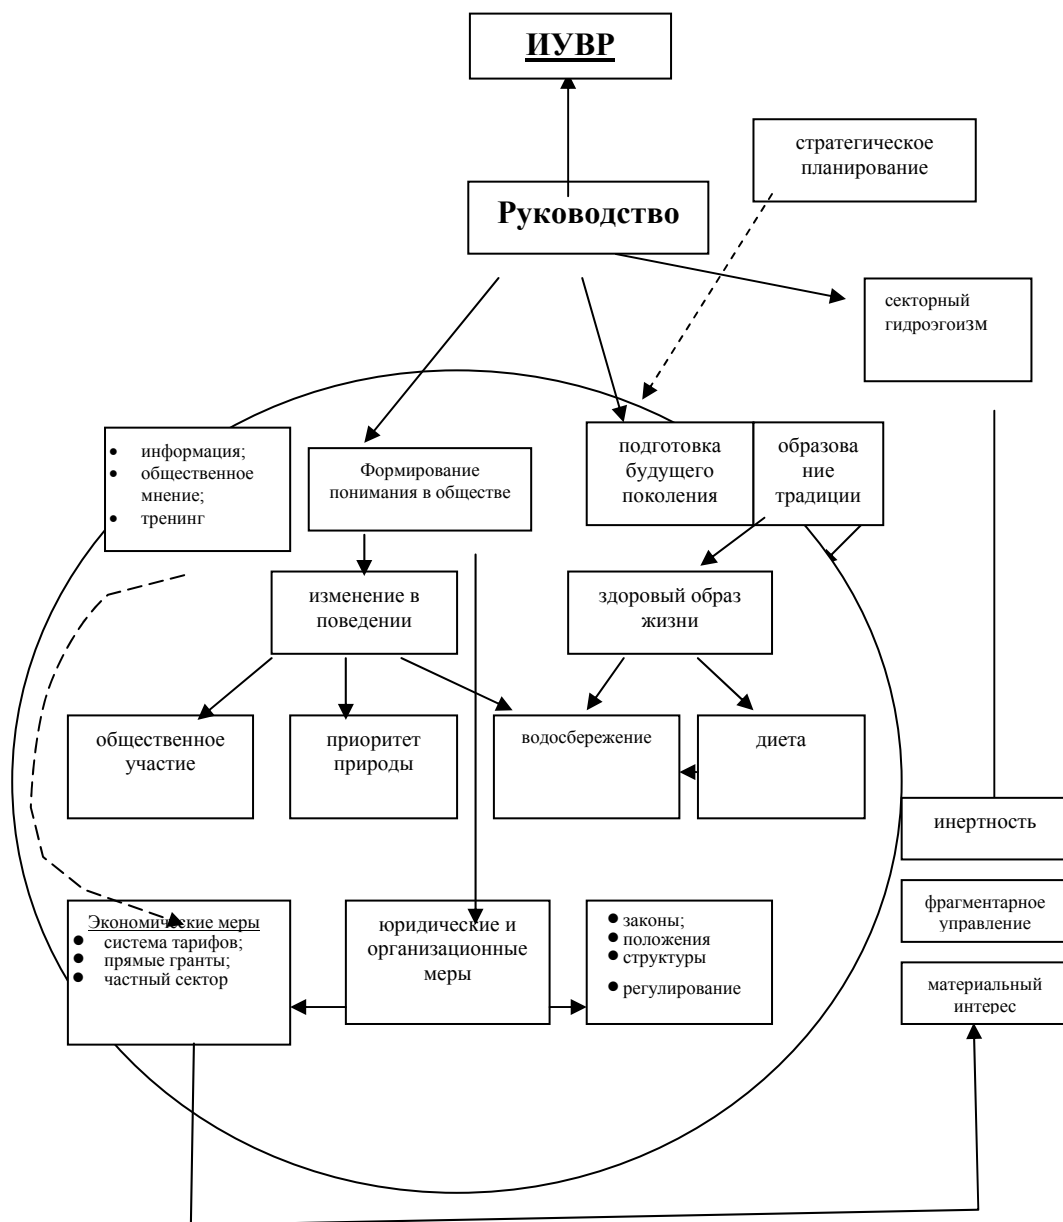 ИУВР
стратегическое
планирование
Руководство
секторный
гидроэгоизм
• информация;
• общественное
мнение;
• тренинг
Формирование
понимания в обществе
подготовка
будущего
поколения
образова
ние
традиции
изменение в
поведении
здоровый образ
жизни
общественное
участие
приоритет
природы
водосбережение
диета
инертность
фрагментарное
управление
материальный
интерес
Экономические меры
• система тарифов;
• прямые гранты;
• частный сектор
юридические и
организационные
меры
• законы;
• положения
• структуры
• регулирование